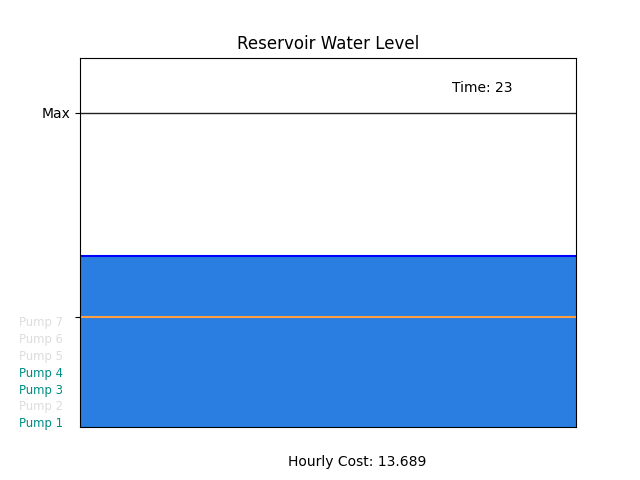 Reservoir Water Level
Time: 23
Max
Pump 7
Pump 6
Pump 5
Pump 4
Pump 3
Pump 2
Pump 1
Hourly Cost: 13.689